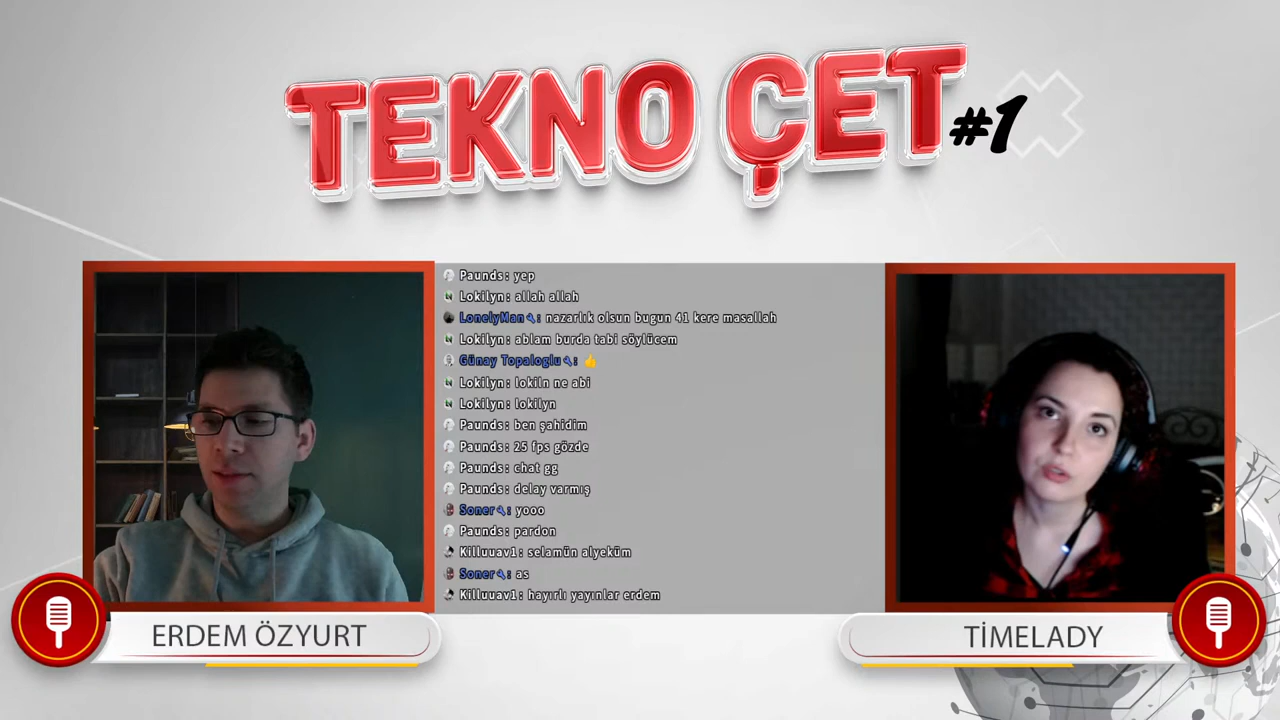 TEKNO ÇET
#1
Paunds: yep
Lokilyn: allah allah
LonelyMan: nazarlık olsun bugun 41 kere masallah
Lokilyn: ablam burda tabi söylücem
Günay Topaloglu: 👍
Lokilyn: lokiln ne abi
Lokilyn: lokilyn
Paunds: ben şahidim
Paunds: 25 fps gözde
Paunds: chat gg
Paunds: delay varmış
Soner: yooo
Paunds: pardon
Killuuav1: selamün alyeküm
Soner: as
Killuuav1: hayırlı yayınlar erdem
ERDEM ÖZYURT
TİMELADY